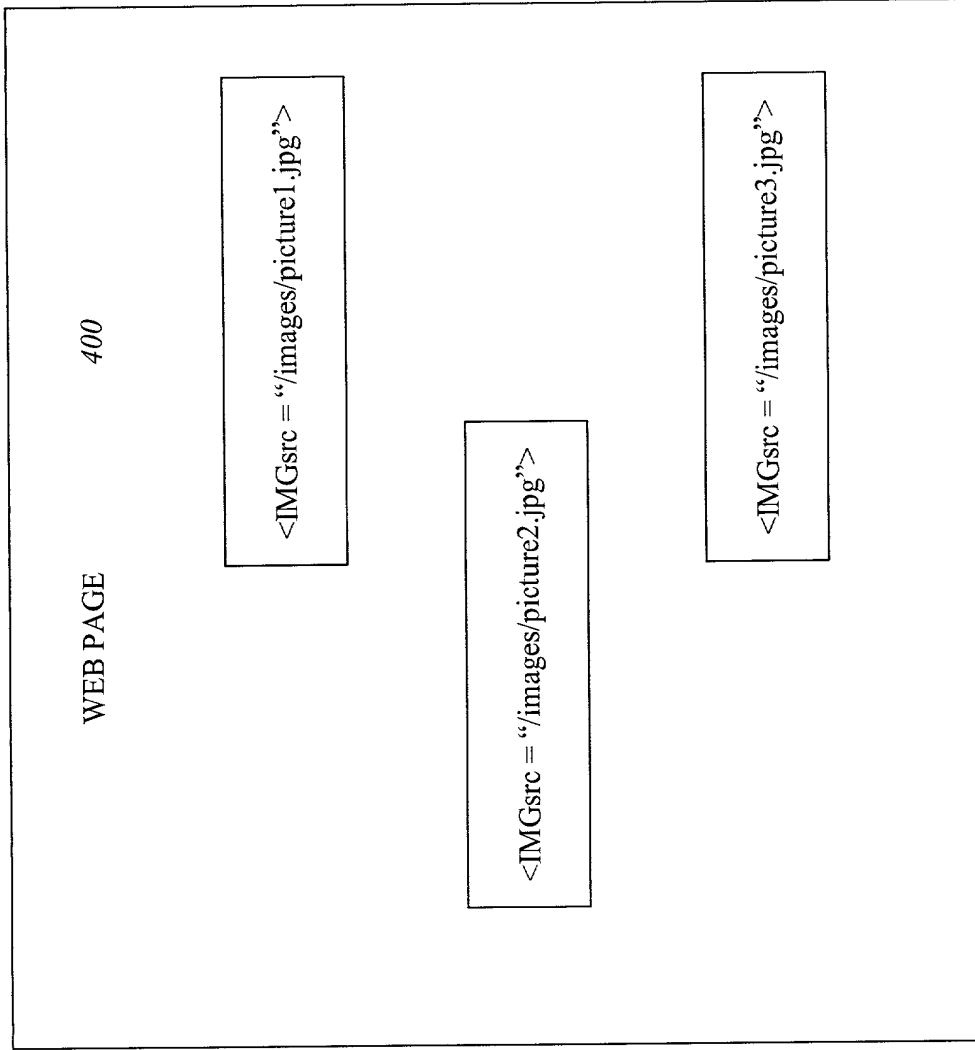 WEB PAGE 400
<IMGsrc = “/images/picture1.jpg”>
<IMGsrc = “/images/picture2.jpg”>
<IMGsrc = “/images/picture3.jpg”>